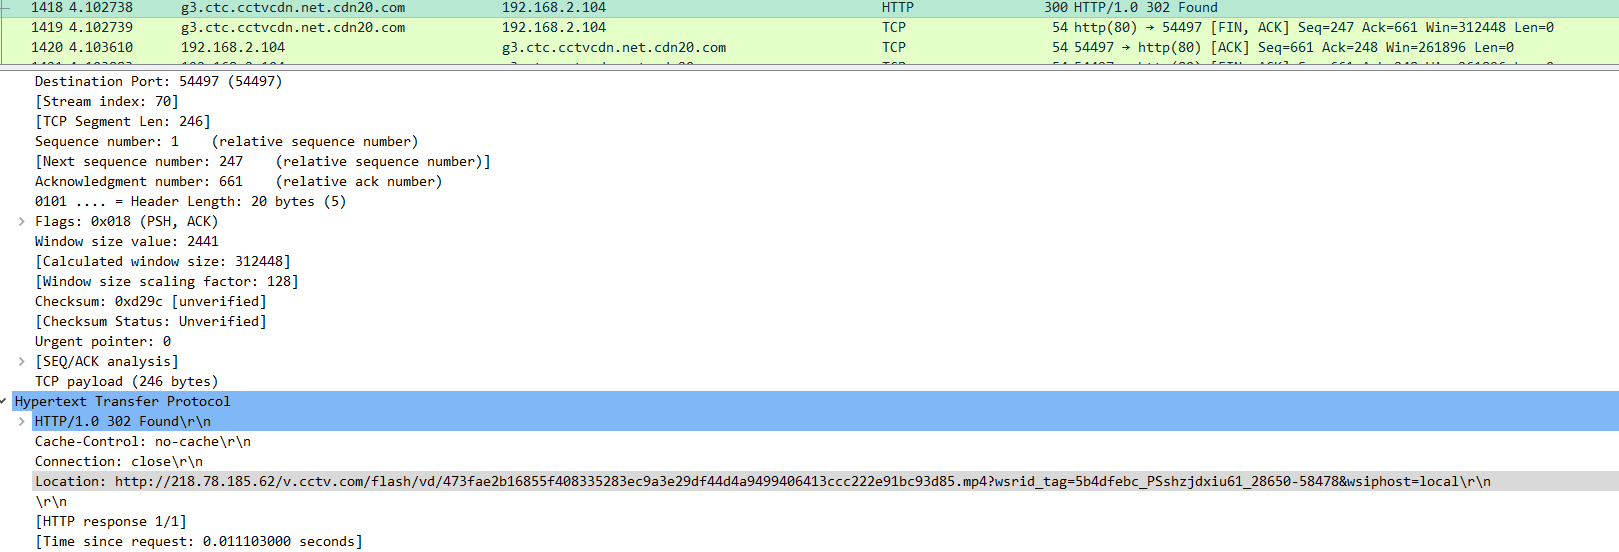 1418 4.102738 g3.ctc.cctvcdn.net.cdn20.com 192.168.2.104 HTTP 300 HTTP/1.0 302 Found
1419 4.102739 g3.ctc.cctvcdn.net.cdn20.com 192.168.2.104 TCP 54 http(80) → 54497 [FIN, ACK] Seq=247 Ack=661 Win=312448 Len=0
1420 4.103610 192.168.2.104 g3.ctc.cctvcdn.net.cdn20.com TCP 54 54497 → http(80) [ACK] Seq=661 Ack=248 Win=261896 Len=0
Destination Port: 54497 (54497)
[Stream index: 70]
[TCP Segment Len: 246]
Sequence number: 1 (relative sequence number)
[Next sequence number: 247 (relative sequence number)]
Acknowledgment number: 661 (relative ack number)
0101 .... = Header Length: 20 bytes (5)
Flags: 0x018 (PSH, ACK)
Window size value: 2441
[Calculated window size: 312448]
[Window size scaling factor: 128]
Checksum: 0xd29c [unverified]
[Checksum Status: Unverified]
Urgent pointer: 0
[SEQ/ACK analysis]
TCP payload (246 bytes)
Hypertext Transfer Protocol
HTTP/1.0 302 Found\r\n
Cache-Control: no-cache\r\n
Connection: close\r\n
Location: http://218.78.185.62/v.cctv.com/flash/vd/473fae2b16855f408335283ec9a3e29df44d4a9499406413ccc222e91bc93d85.mp4?wsrid_tag=5b4dfebc_PSshzjdxiu61_28650-58478&wsiphost=local\r\n
\r\n
[HTTP response 1/1]
[Time since request: 0.011103000 seconds]